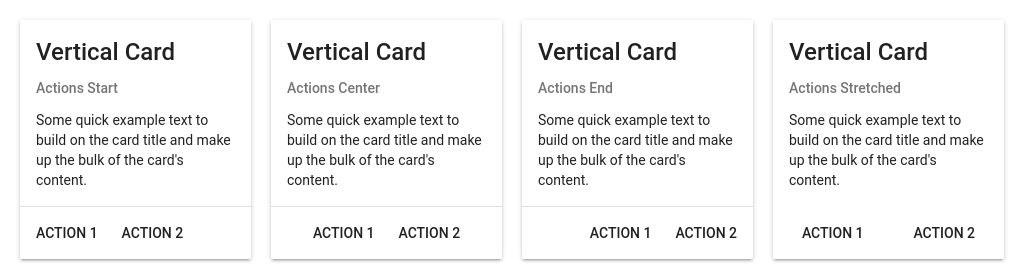 Vertical Card
Actions Start
Some quick example text to
build on the card title and make
up the bulk of the card's
content.
ACTION 1 ACTION 2
Vertical Card
Actions Center
Some quick example text to
build on the card title and make
up the bulk of the card's
content.
ACTION 1 ACTION 2
Vertical Card
Actions End
Some quick example text to
build on the card title and make
up the bulk of the card's
content.
ACTION 1 ACTION 2
Vertical Card
Actions Stretched
Some quick example text to
build on the card title and make
up the bulk of the card's
content.
ACTION 1 ACTION 2